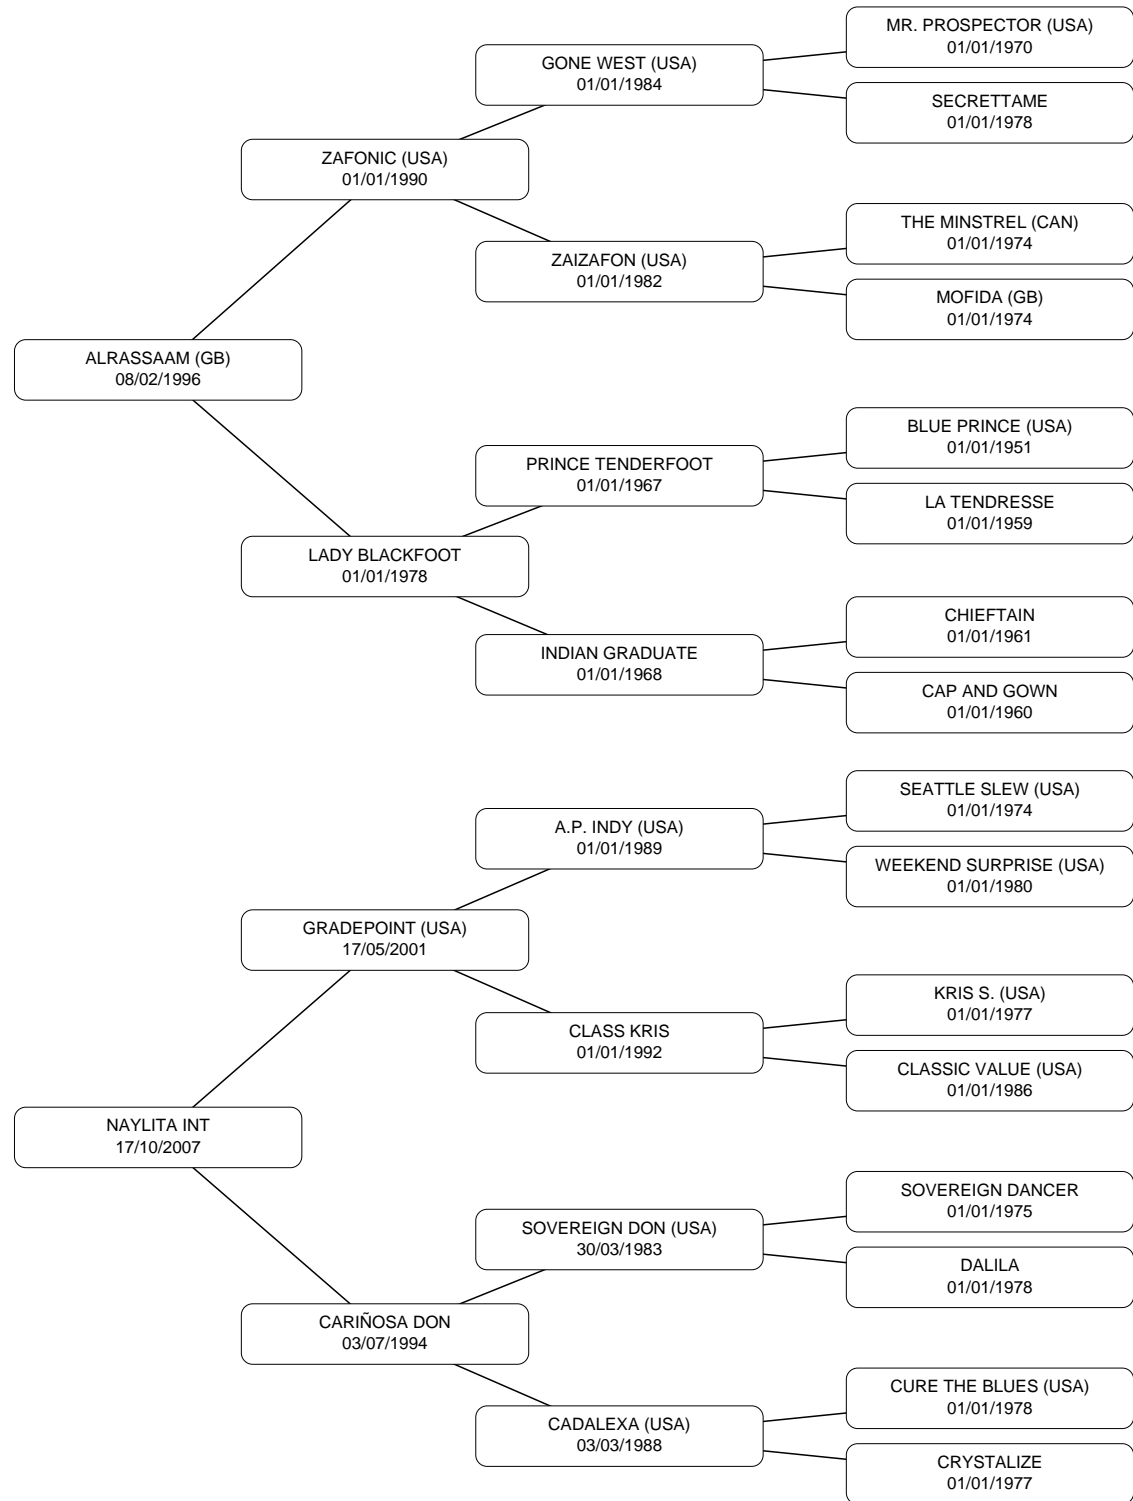 MR. PROSPECTOR (USA)
01/01/1970
GONE WEST (USA)
01/01/1984
SECRETTAME
01/01/1978
ZAFONIC (USA)
01/01/1990
THE MINSTREL (CAN)
01/01/1974
ZAIZAFON (USA)
01/01/1982
MOFIDA (GB)
01/01/1974
ALRASSAAM (GB)
08/02/1996
BLUE PRINCE (USA)
01/01/1951
PRINCE TENDERFOOT
01/01/1967
LA TENDRESSE
01/01/1959
LADY BLACKFOOT
01/01/1978
CHIEFTAIN
01/01/1961
INDIAN GRADUATE
01/01/1968
CAP AND GOWN
01/01/1960
SEATTLE SLEW (USA)
01/01/1974
A.P. INDY (USA)
01/01/1989
WEEKEND SURPRISE (USA)
01/01/1980
GRADEPOINT (USA)
17/05/2001
KRIS S. (USA)
01/01/1977
CLASS KRIS
01/01/1992
CLASSIC VALUE (USA)
01/01/1986
NAYLITA INT
17/10/2007
SOVEREIGN DANCER
01/01/1975
SOVEREIGN DON (USA)
30/03/1983
DALILA
01/01/1978
CARIÑOSA DON
03/07/1994
CURE THE BLUES (USA)
01/01/1978
CADALEXA (USA)
03/03/1988
CRYSTALIZE
01/01/1977